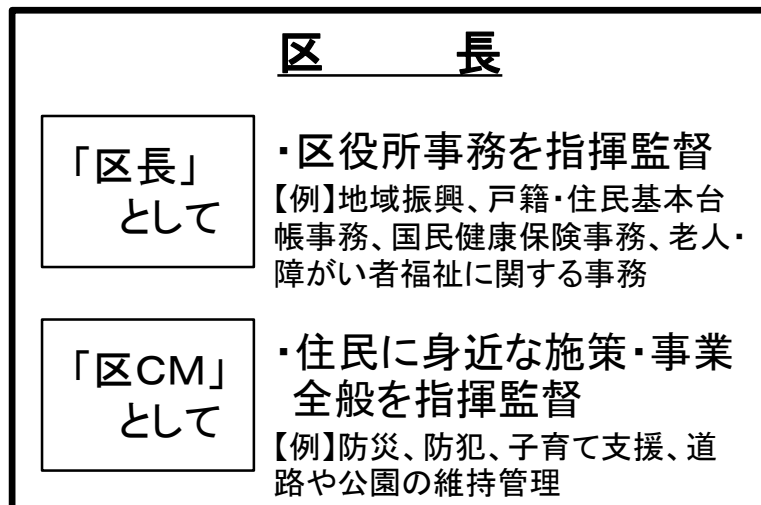 区　　長
「区長」
として
・区役所事務を指揮監督
【例】地域振興、戸籍・住民基本台
帳事務、国民健康保険事務、老人・
障がい者福祉に関する事務
「区ＣＭ」
として
・住民に身近な施策・事業
全般を指揮監督
【例】防災、防犯、子育て支援、道
路や公園の維持管理